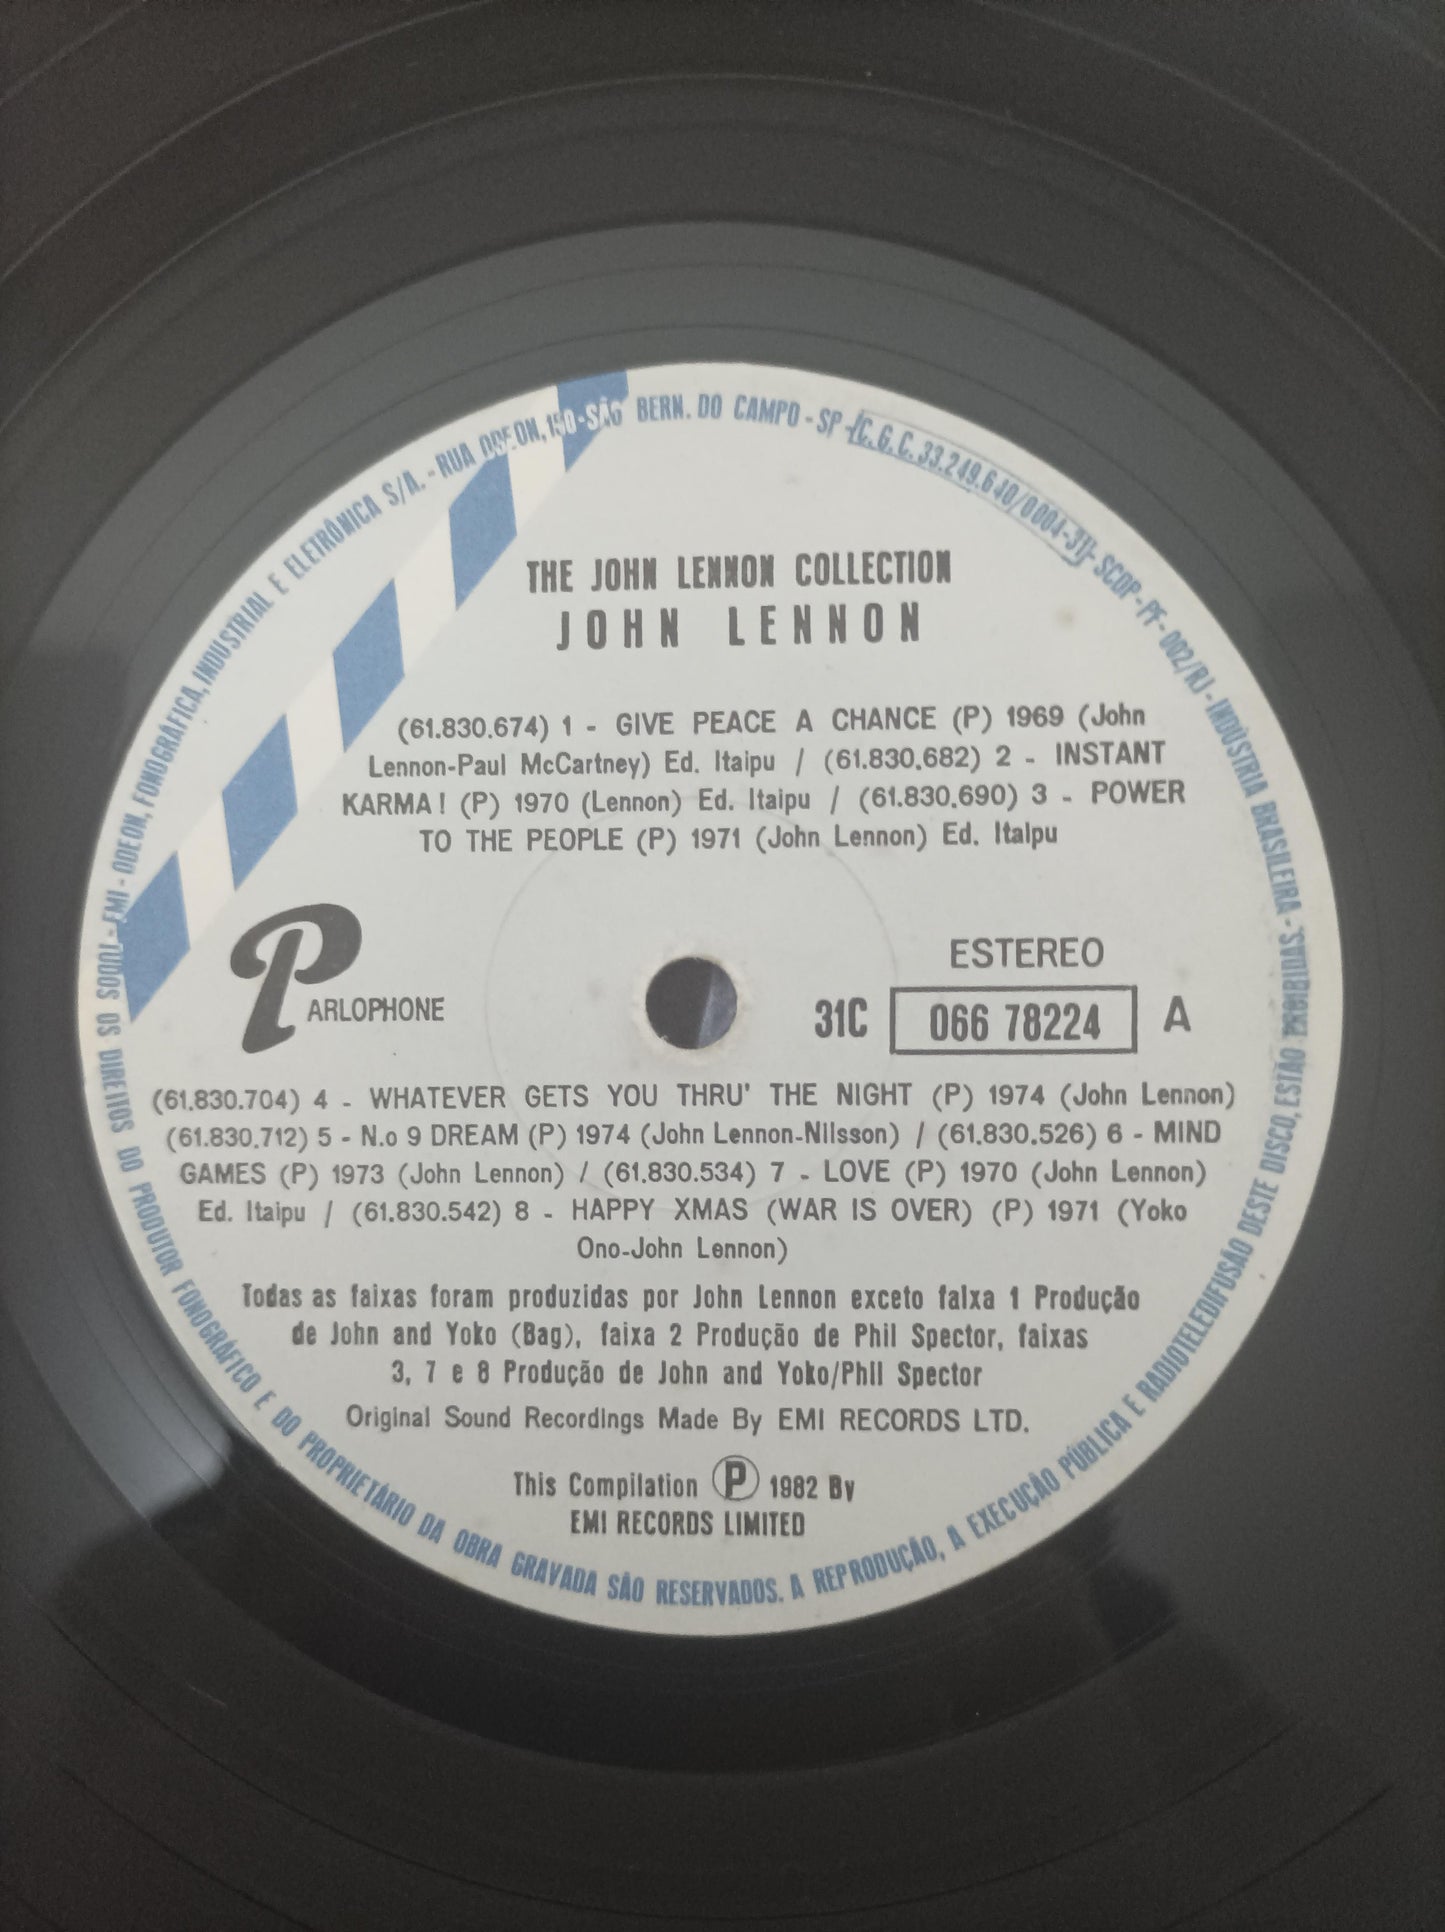 EMI - ODEON, FONOGRÁFICA, INDUSTRIAL E ELETRÔNICA S/A. - RUA ODEON, 150 - SÃO BERN. DO CAMPO - SP - (C.G.C. 33.249.640/0004-31) - SCDP - PF - 002/RJ - INDÚSTRIA BRASILEIRA -
THE JOHN LENNON COLLECTION
JOHN LENNON
(61.830.674) 1 - GIVE PEACE A CHANCE (P) 1969 (John
Lennon-Paul McCartney) Ed. Itaipu / (61.830.682) 2 - INSTANT
KARMA! (P) 1970 (Lennon) Ed. Itaipu / (61.830.690) 3 - POWER
TO THE PEOPLE (P) 1971 (John Lennon) Ed. Italpu
PARLOPHONE
ESTEREO
31C 066 78224 A
(61.830.704) 4 - WHATEVER GETS YOU THRU' THE NIGHT (P) 1974 (John Lennon)
(61.830.712) 5 - N.o 9 DREAM (P) 1974 (John Lennon-Nilsson) / (61.830.526) 6 - MIND
GAMES (P) 1973 (John Lennon) / (61.830.534) 7 - LOVE (P) 1970 (John Lennon)
Ed. Itaipu / (61.830.542) 8 - HAPPY XMAS (WAR IS OVER) (P) 1971 (Yoko
Ono-John Lennon)
Todas as faixas foram produzidas por John Lennon exceto falxa 1 Produção
de John and Yoko (Bag), faixa 2 Produção de Phil Spector, faixas
3, 7 e 8 Produção de John and Yoko/Phll Spector
Original Sound Recordings Made By EMI RECORDS LTD.
This Compilation Ⓟ 1982 By
EMI RECORDS LIMITED
TODOS OS DIREITOS DO PRODUTOR FONOGRÁFICO E DO PROPRIETÁRIO DA OBRA GRAVADA SÃO RESERVADOS. A REPRODUÇÃO, A EXECUÇÃO PÚBLICA E RADIOTELEDIFUSÃO DESTE DISCO, ESTÃO PROIBIDAS.